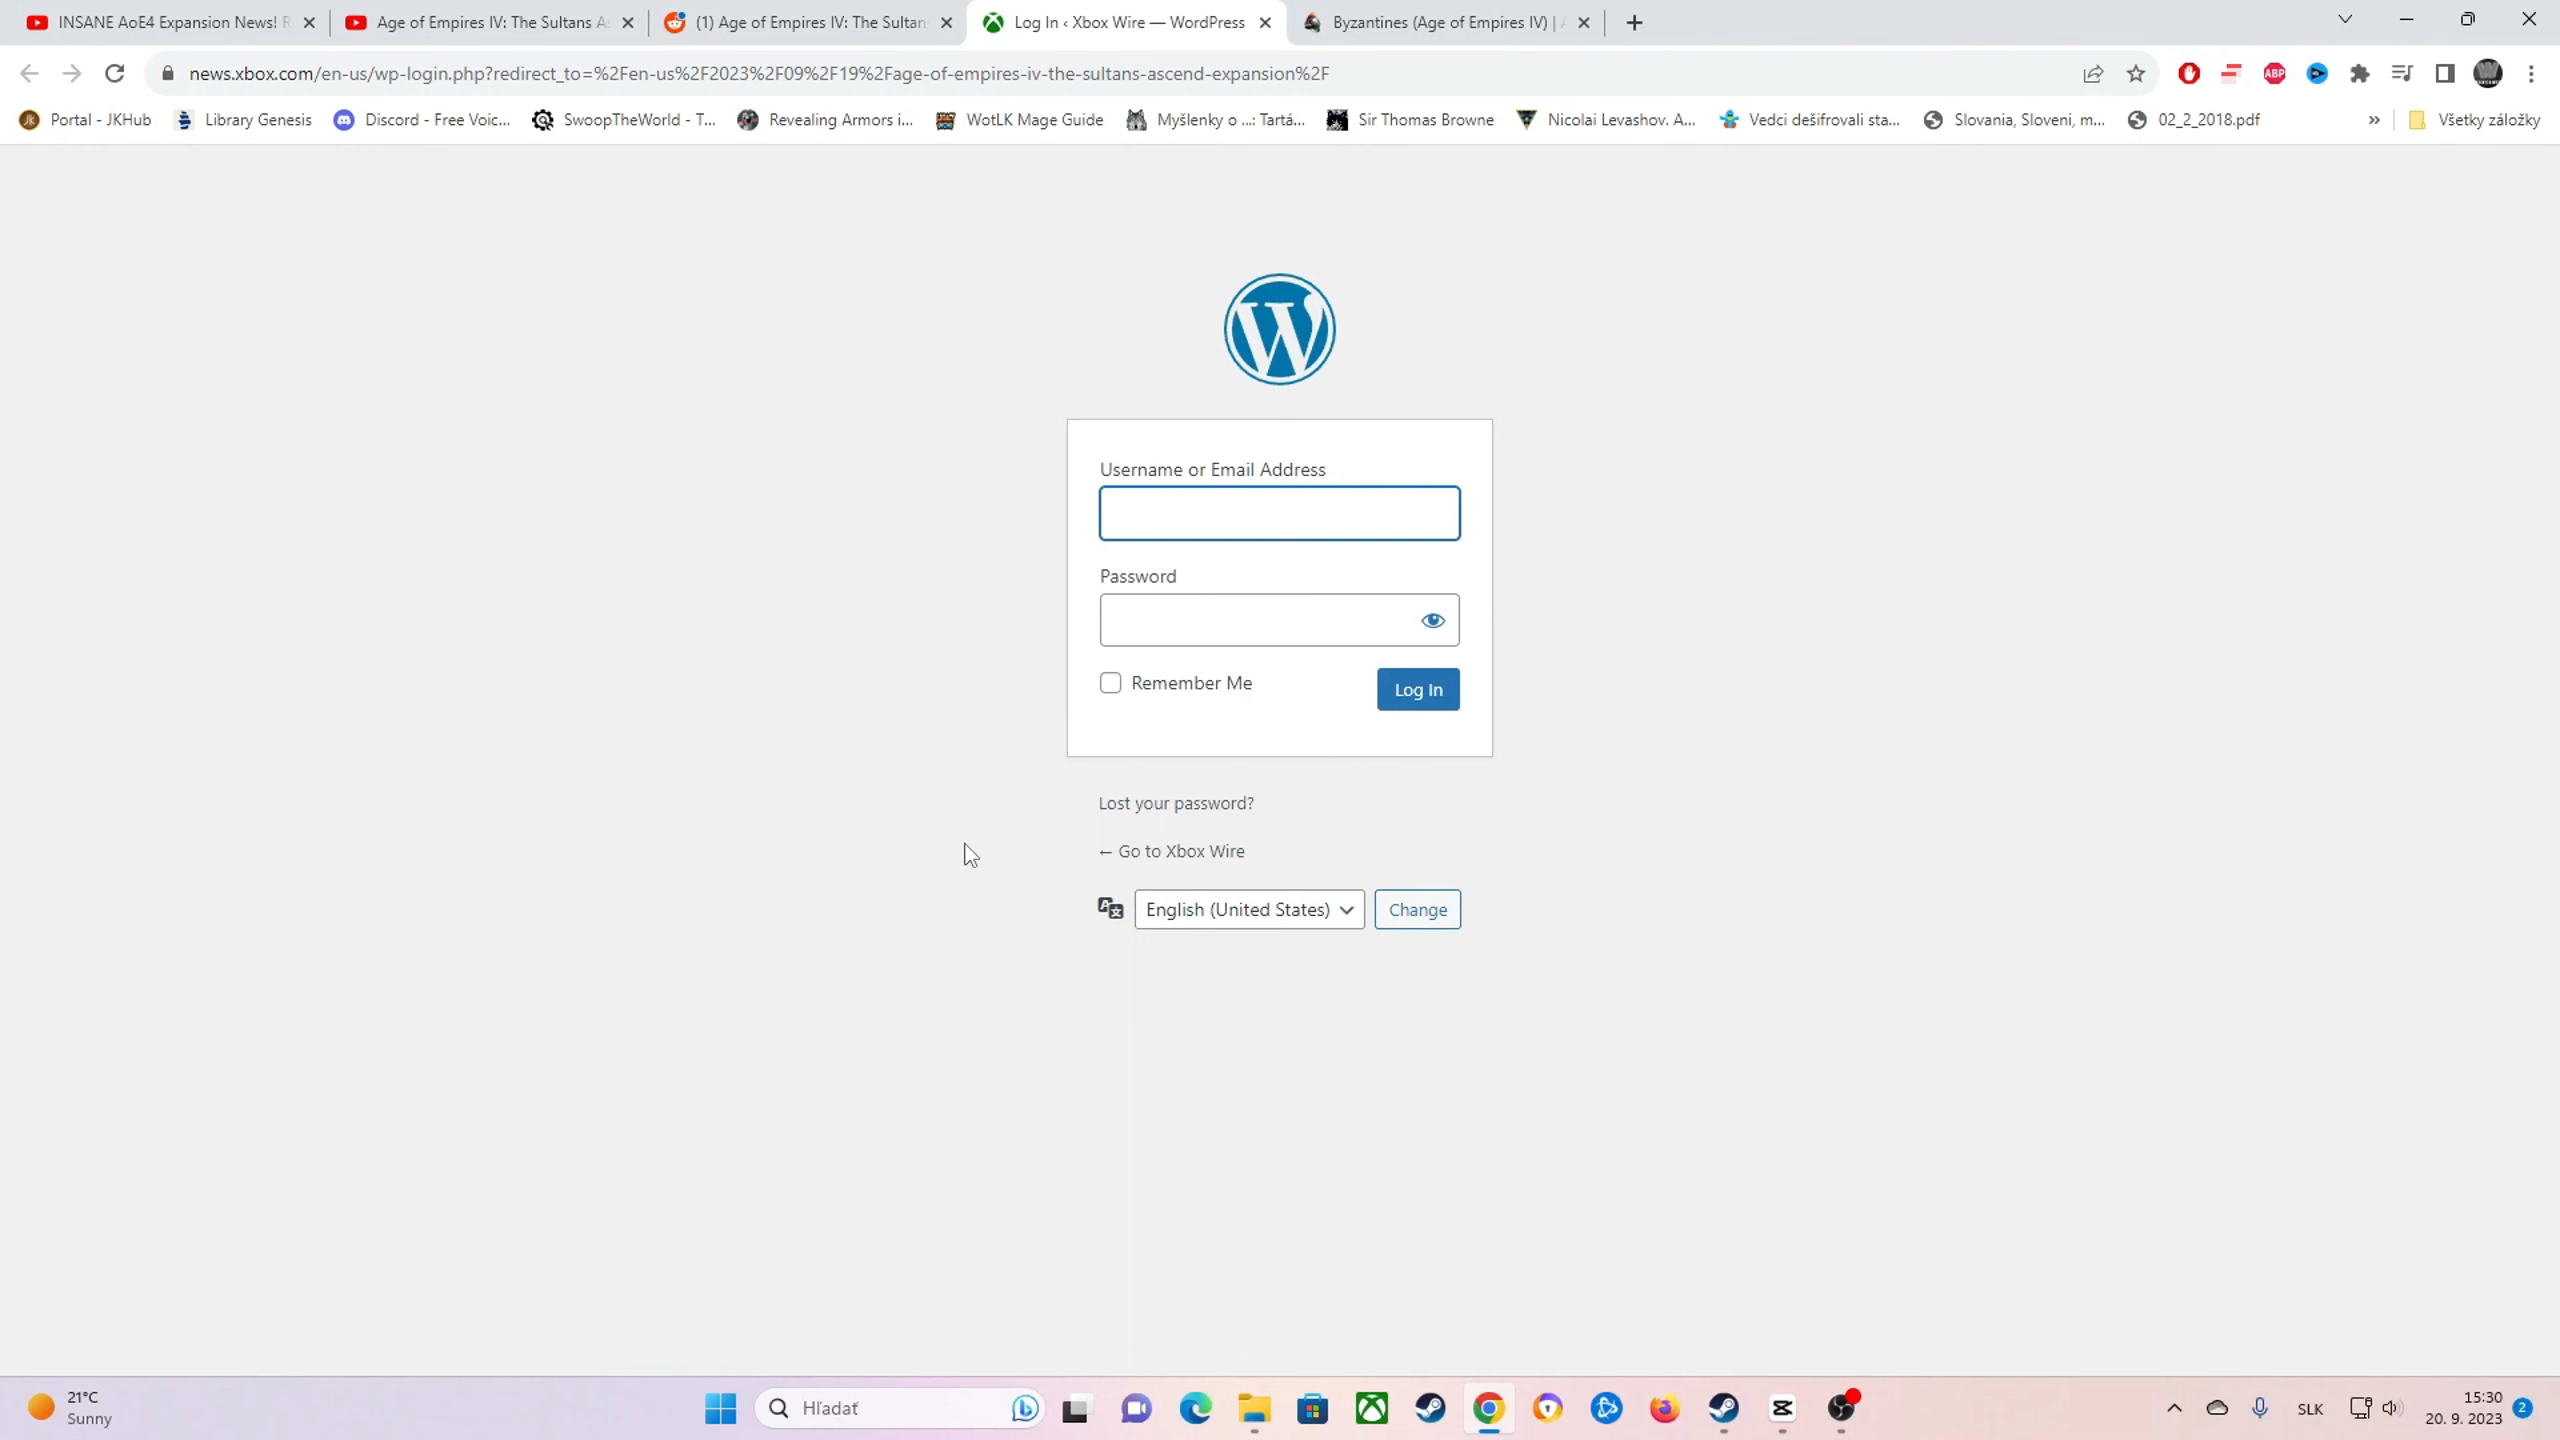 INSANE AoE4 Expansion News! R
Age of Empires IV: The Sultans A
(1) Age of Empires IV: The Sultan
Log In ‹ Xbox Wire — WordPress
Byzantines (Age of Empires IV) | A
news.xbox.com/en-us/wp-login.php?redirect_to=%2Fen-us%2F2023%2F09%2F19%2Fage-of-empires-iv-the-sultans-ascend-expansion%2F
ABP
Portal - JKHub
Library Genesis
Discord - Free Voic...
SwoopTheWorld - T...
Revealing Armors i...
WotLK Mage Guide
Myšlenky o ...: Tartá...
Sir Thomas Browne
Nicolai Levashov. A...
Vedci dešifrovali sta...
Slovania, Sloveni, m...
02_2_2018.pdf
»
Všetky záložky
Username or Email Address
Password
Remember Me
Log In
Lost your password?
← Go to Xbox Wire
English (United States)
Change
21°C
Sunny
Hľadať
SLK
15:30
20. 9. 2023
2